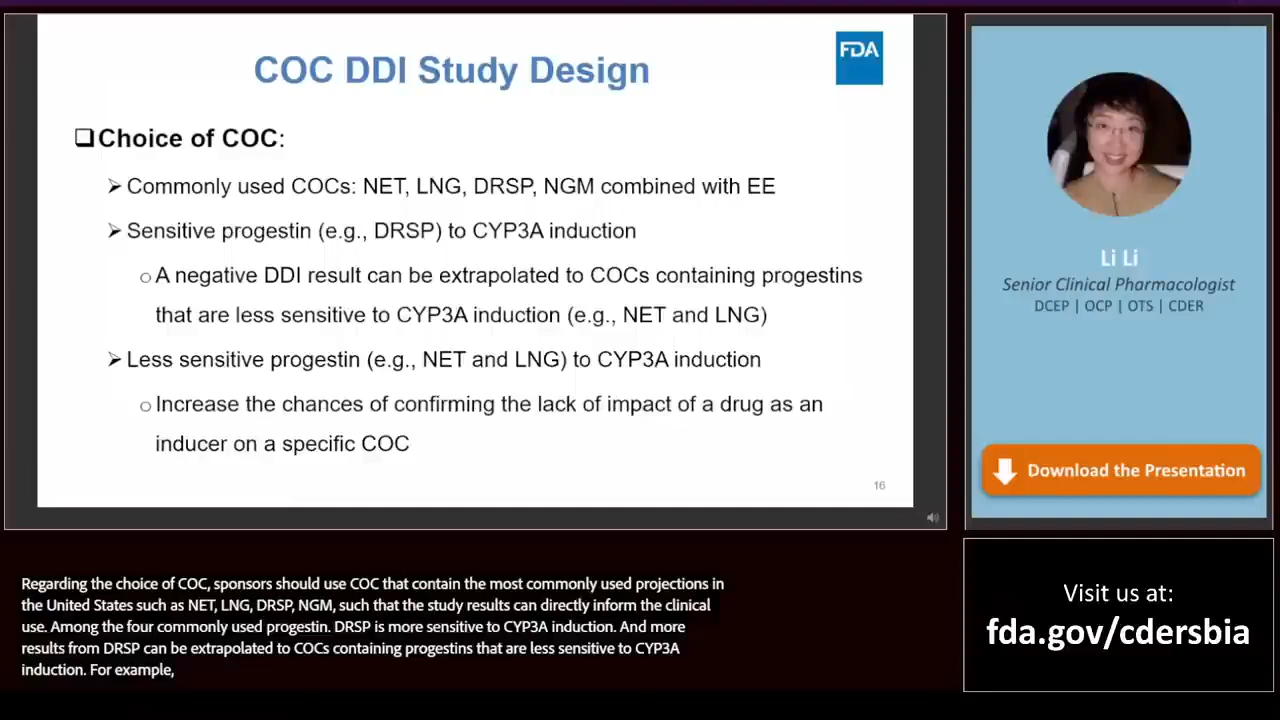 COC DDI Study Design
FDA
❑Choice of COC:
➢Commonly used COCs: NET, LNG, DRSP, NGM combined with EE
➢Sensitive progestin (e.g., DRSP) to CYP3A induction
oA negative DDI result can be extrapolated to COCs containing progestins
that are less sensitive to CYP3A induction (e.g., NET and LNG)
➢Less sensitive progestin (e.g., NET and LNG) to CYP3A induction
oIncrease the chances of confirming the lack of impact of a drug as an
inducer on a specific COC
16
Li Li
Senior Clinical Pharmacologist
DCEP | OCP | OTS | CDER
Download the Presentation
Regarding the choice of COC, sponsors should use COC that contain the most commonly used projections in
the United States such as NET, LNG, DRSP, NGM, such that the study results can directly inform the clinical
use. Among the four commonly used progestin. DRSP is more sensitive to CYP3A induction. And more
results from DRSP can be extrapolated to COCs containing progestins that are less sensitive to CYP3A
induction. For example,
Visit us at:
fda.gov/cdersbia